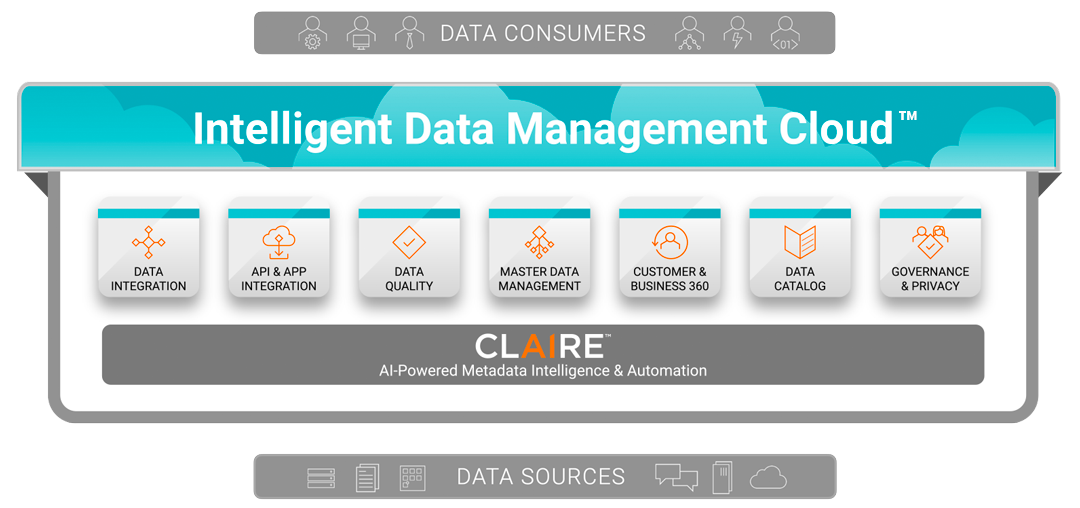 DATA CONSUMERS
<01>
Intelligent Data Management Cloud™
DATA
INTEGRATION
API & APP
INTEGRATION
DATA
QUALITY
MASTER DATA
MANAGEMENT
CUSTOMER &
BUSINESS 360
DATA
CATALOG
GOVERNANCE
& PRIVACY
CLAIRE™
AI-Powered Metadata Intelligence & Automation
DATA SOURCES